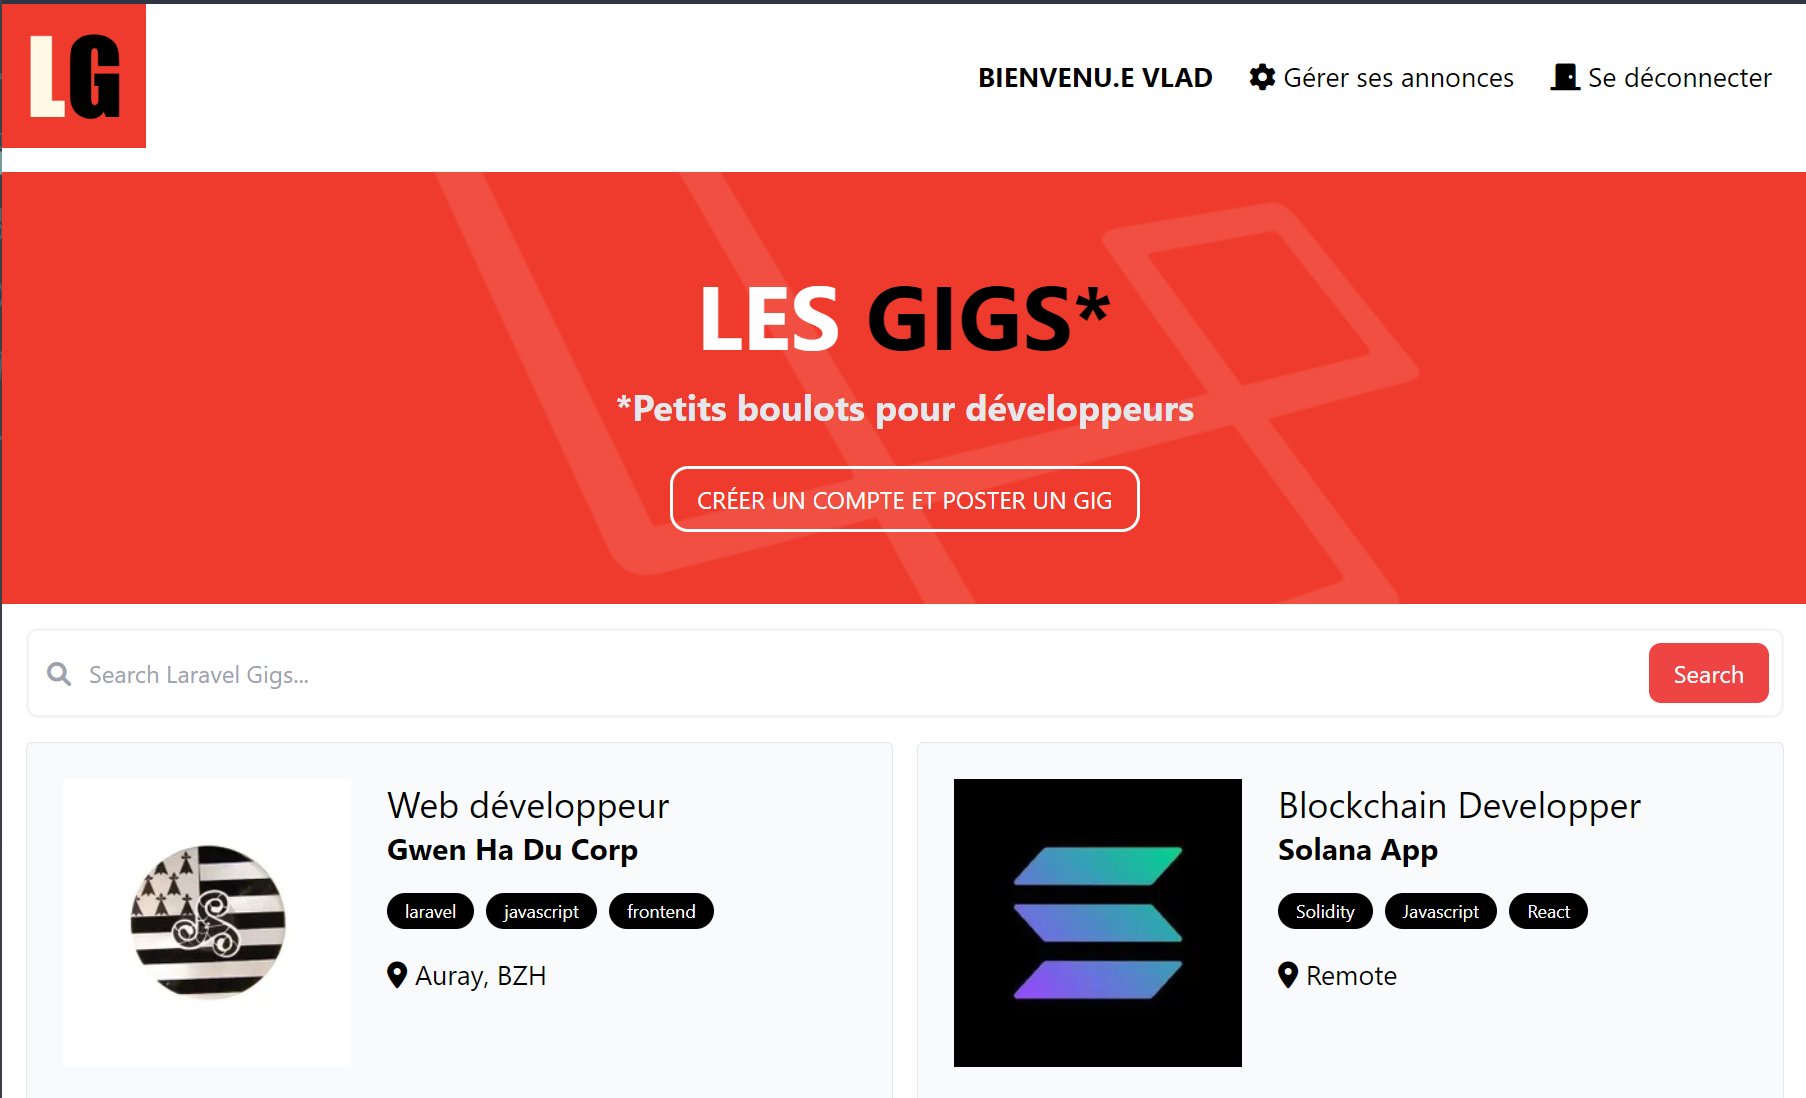 LG
BIENVENU.E VLAD Gérer ses annonces Se déconnecter
LES GIGS*
*Petits boulots pour développeurs
CRÉER UN COMPTE ET POSTER UN GIG
Search Laravel Gigs...
Search
Web développeur
Gwen Ha Du Corp
laravel javascript frontend
Auray, BZH
Blockchain Developper
Solana App
Solidity Javascript React
Remote